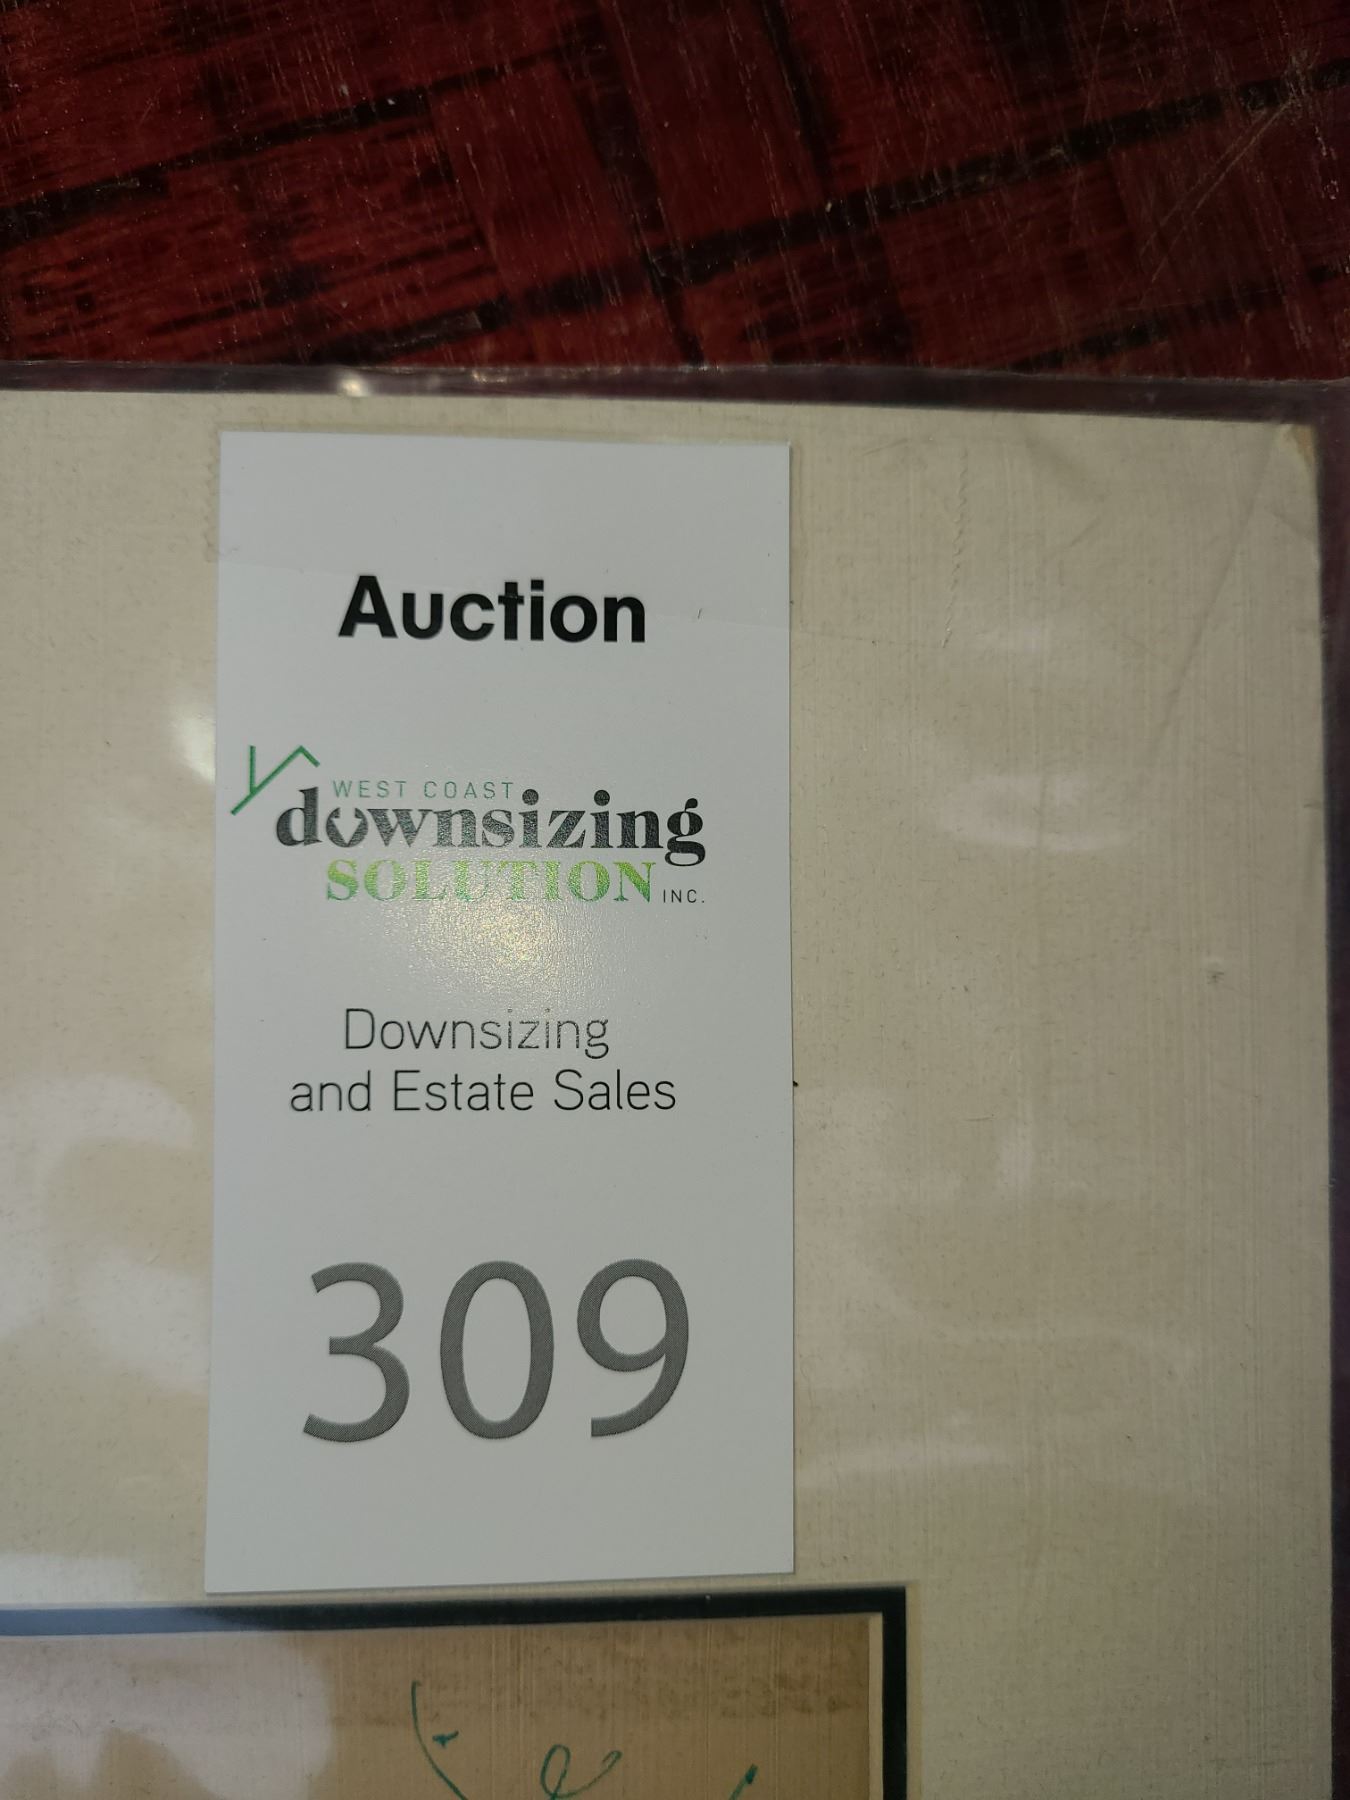 Auction
WEST COAST
downsizing
SOLUTION INC.
Downsizing
and Estate Sales
309